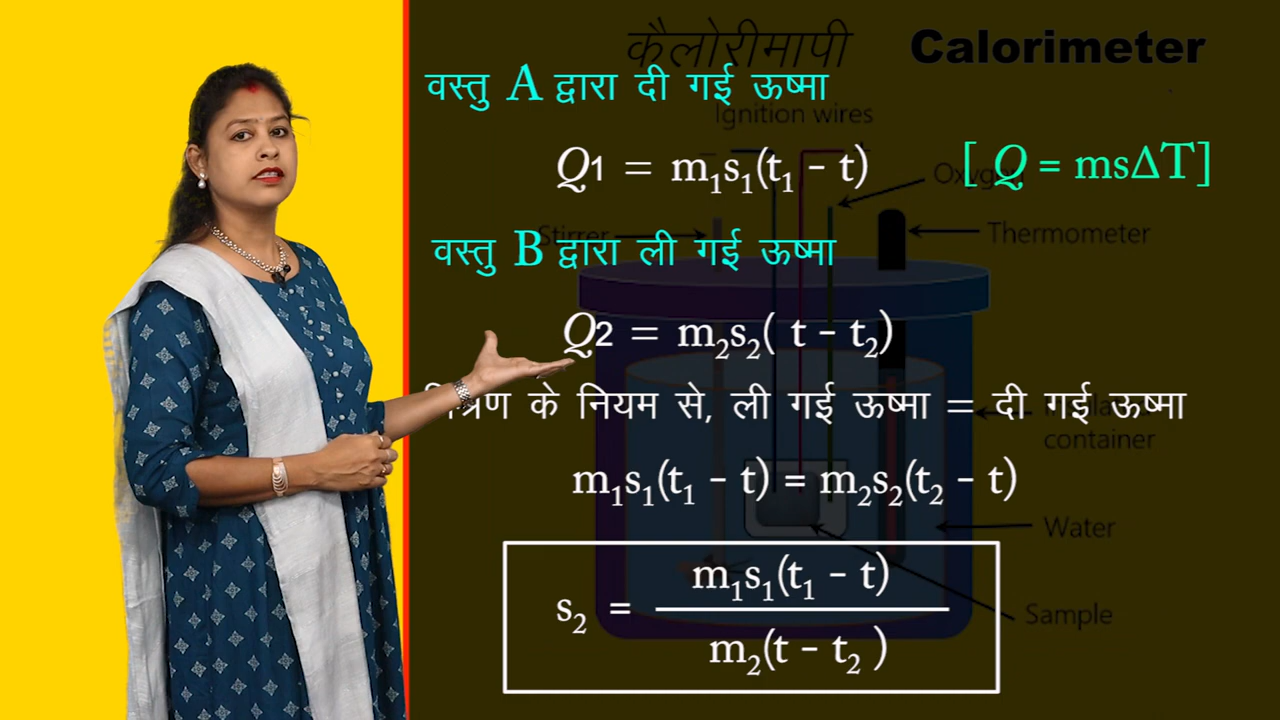 कैलोरीमापी Calorimeter
वस्तु A द्वारा दी गई ऊष्मा
Ignition wires
Q1 = m₁s₁(t₁ − t) [ Q = msΔT]
Stirrer
Thermometer
वस्तु B द्वारा ली गई ऊष्मा
Q2 = m₂s₂( t − t₂)
के नियम से, ली गई ऊष्मा = दी गई ऊष्मा
container
m₁s₁(t₁ − t) = m₂s₂(t₂ − t)
Water
s₂ = m₁s₁(t₁ − t)
m₂(t − t₂ )
Sample